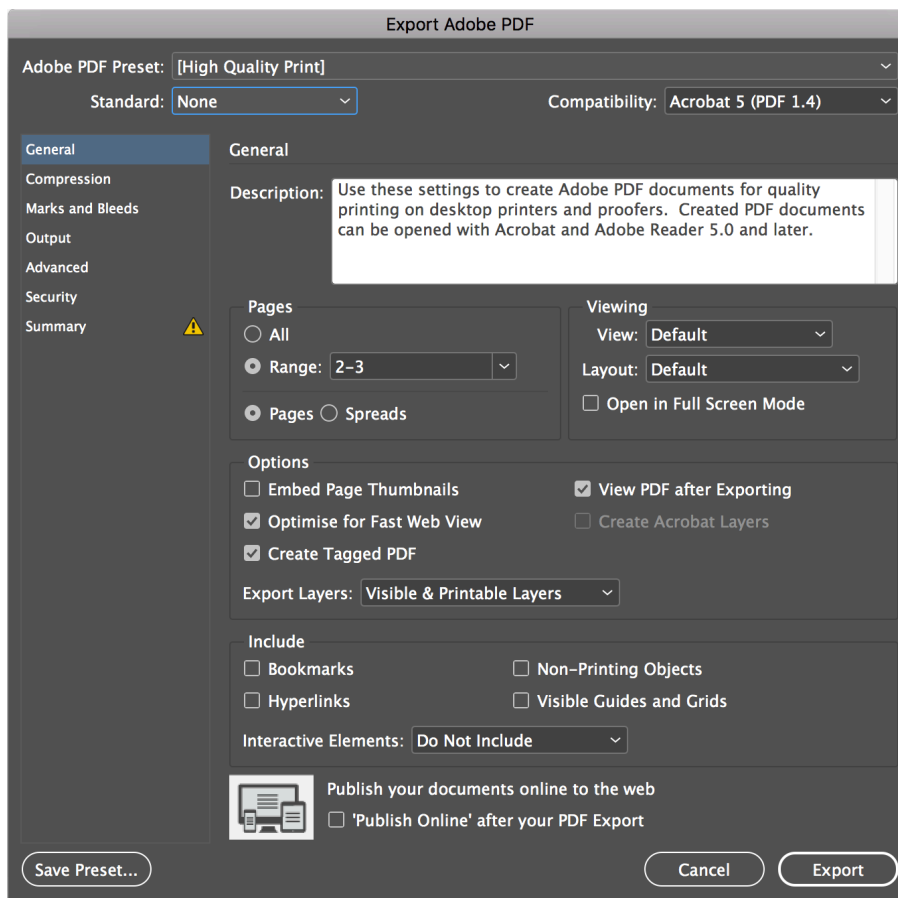 Export Adobe PDF
Adobe PDF Preset: [High Quality Print]
Standard: None
Compatibility: Acrobat 5 (PDF 1.4)
General
Compression
Marks and Bleeds
Output
Advanced
Security
Summary
General
Description: Use these settings to create Adobe PDF documents for quality
printing on desktop printers and proofers. Created PDF documents
can be opened with Acrobat and Adobe Reader 5.0 and later.
Pages
All
Range: 2-3
Pages Spreads
Viewing
View: Default
Layout: Default
Open in Full Screen Mode
Options
Embed Page Thumbnails
View PDF after Exporting
Optimise for Fast Web View
Create Acrobat Layers
Create Tagged PDF
Export Layers: Visible & Printable Layers
Include
Bookmarks
Non-Printing Objects
Hyperlinks
Visible Guides and Grids
Interactive Elements: Do Not Include
Publish your documents online to the web
'Publish Online' after your PDF Export
Save Preset...
Cancel
Export